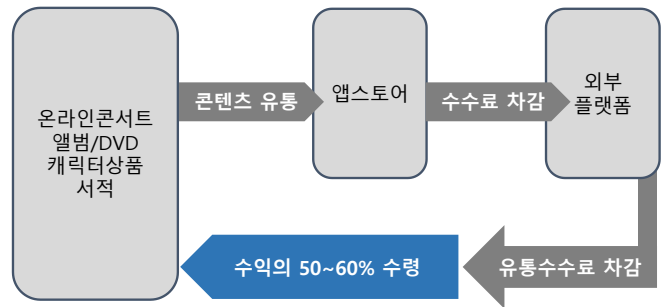 온라인콘서트
앨범/DVD
캐릭터상품
서적
콘텐츠 유통
앱스토어
수수료 차감
외부
플랫폼
유통수수료 차감
수익의 50~60% 수령